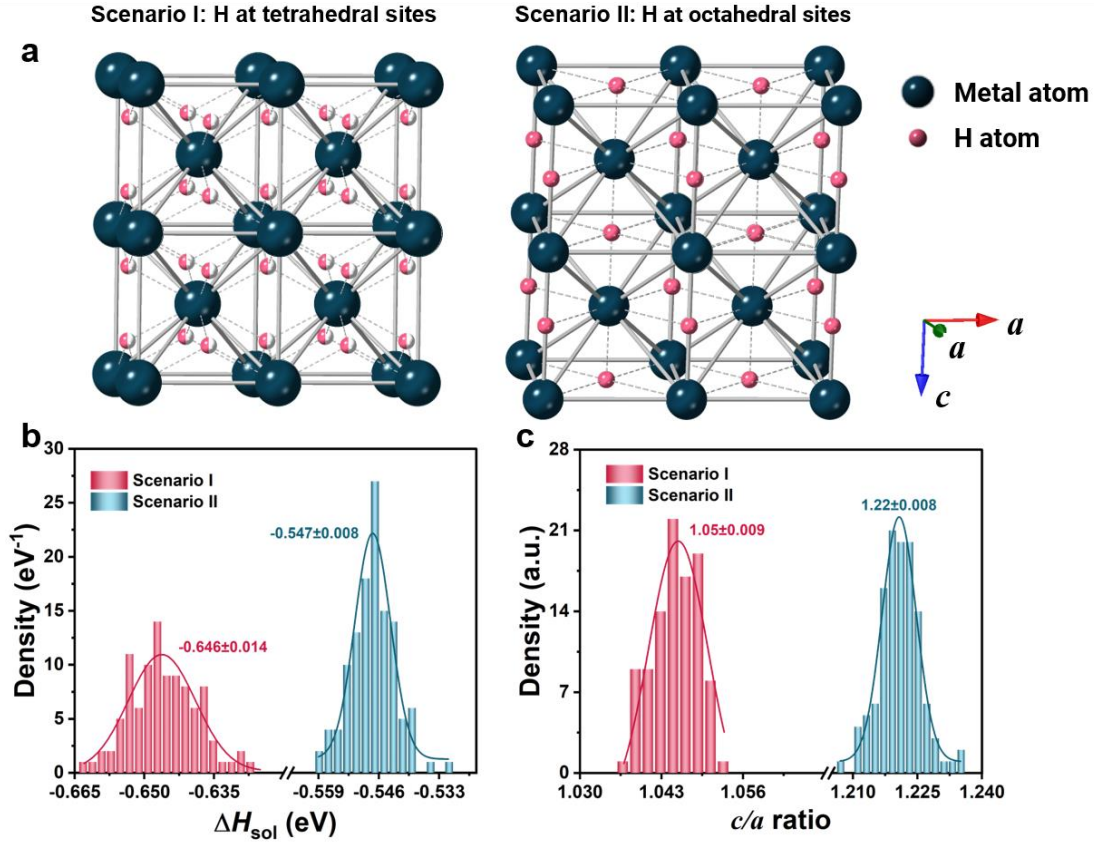 Scenario I: H at tetrahedral sites
Scenario II: H at octahedral sites
a
Metal atom
H atom
a
a
c
b
30
25
20
15
10
5
0
Density (eV⁻¹)
Scenario I
Scenario II
-0.646±0.014
-0.547±0.008
-0.665
-0.650
-0.635
-0.559
-0.546
-0.533
ΔH_sol (eV)
c
28
21
14
7
0
Density (a.u.)
Scenario I
Scenario II
1.05±0.009
1.22±0.008
1.030
1.043
1.056
1.210
1.225
1.240
c/a ratio